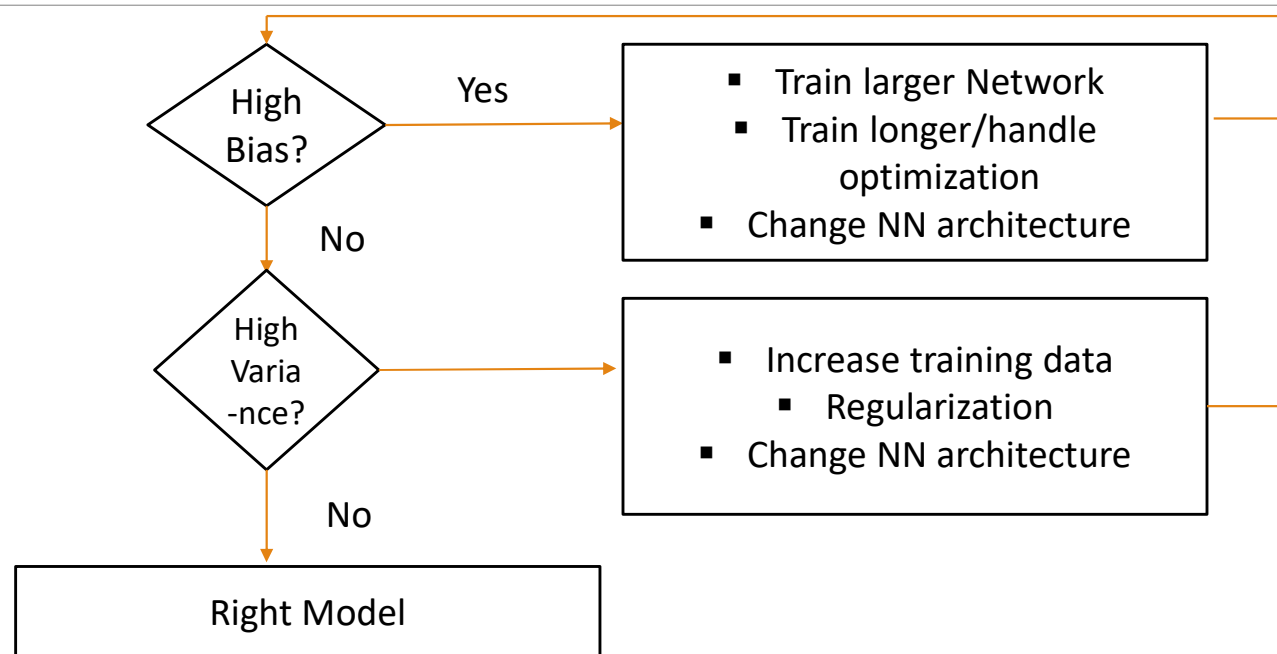 High
Bias?
Yes
▪ Train larger Network
▪ Train longer/handle
optimization
▪ Change NN architecture
No
High
Varia
-nce?
▪ Increase training data
▪ Regularization
▪ Change NN architecture
No
Right Model